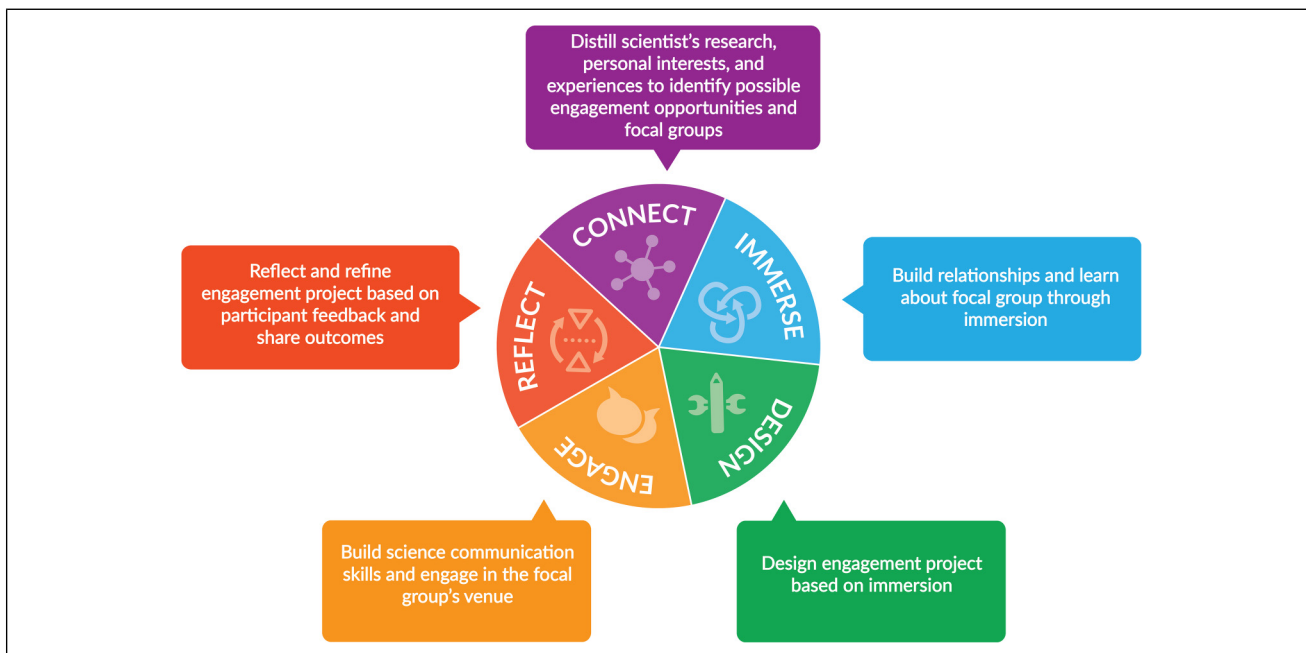 Distill scientist's research,
personal interests, and
experiences to identify possible
engagement opportunities and
focal groups
CONNECT
IMMERSE
Build relationships and learn
about focal group through
immersion
DESIGN
Design engagement project
based on immersion
ENGAGE
Build science communication
skills and engage in the focal
group's venue
REFLECT
Reflect and refine
engagement project based on
participant feedback and
share outcomes